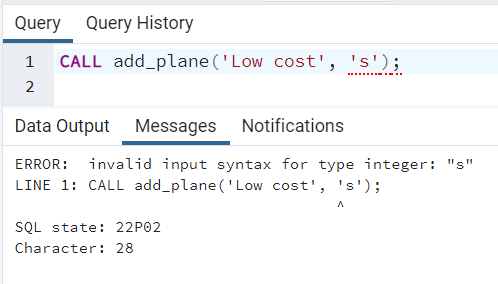 Query Query History
1 CALL add_plane('Low cost', 's');
2
Data Output Messages Notifications
ERROR:  invalid input syntax for type integer: "s"
LINE 1: CALL add_plane('Low cost', 's');
^
SQL state: 22P02
Character: 28